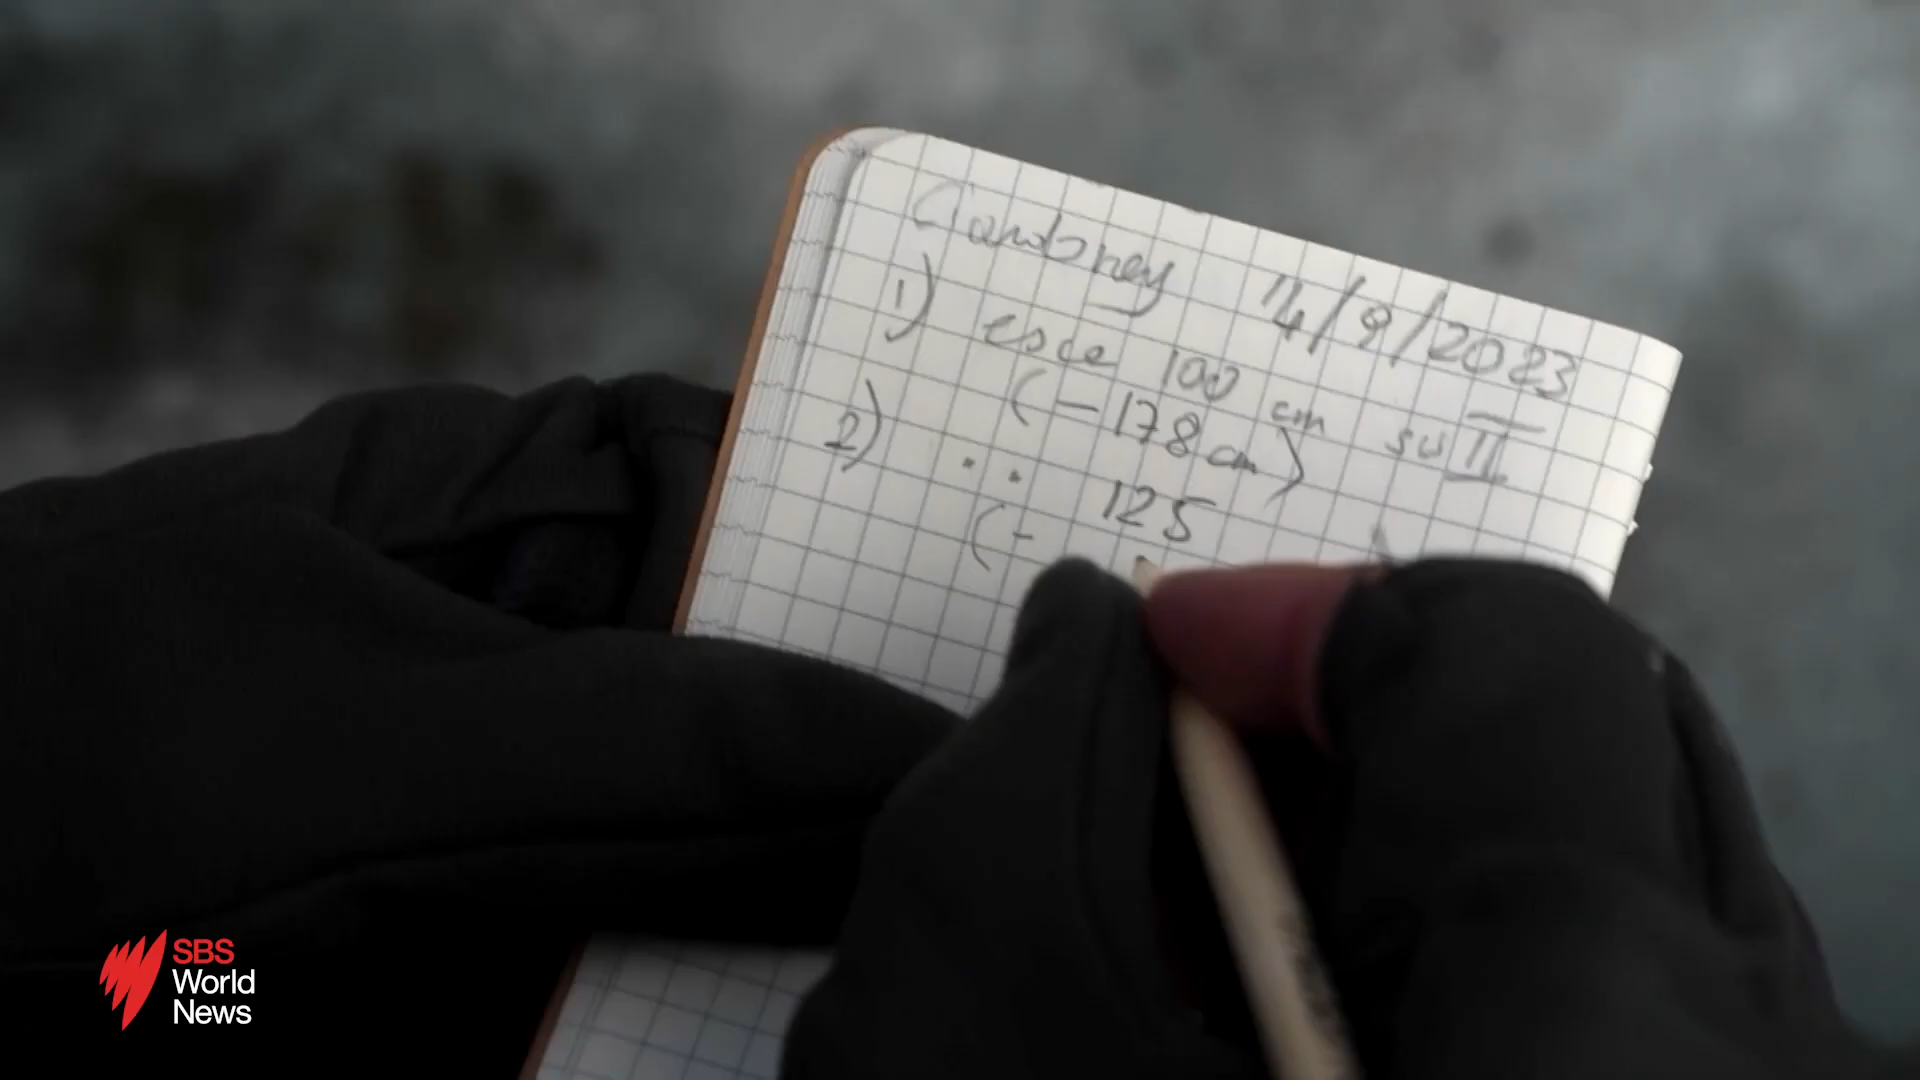 Ciardoney 14/9/2023
1) esce 100 cm su II
(-178 cm)
2) " " 125
(-
SBS
World
News